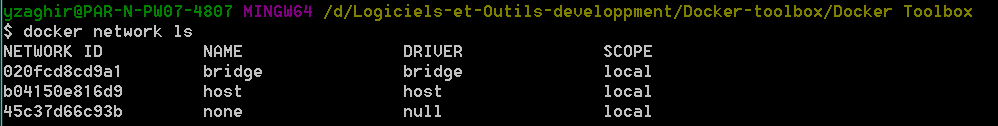 yzaghir@PAR-N-PW07-4807 MINGW64 /d/Logiciels-et-Outils-developpment/Docker-toolbox/Docker Toolbox
$ docker network ls
NETWORK ID NAME DRIVER SCOPE
020fcd8cd9a1 bridge bridge local
b04150e816d9 host host local
45c37d66c93b none null local